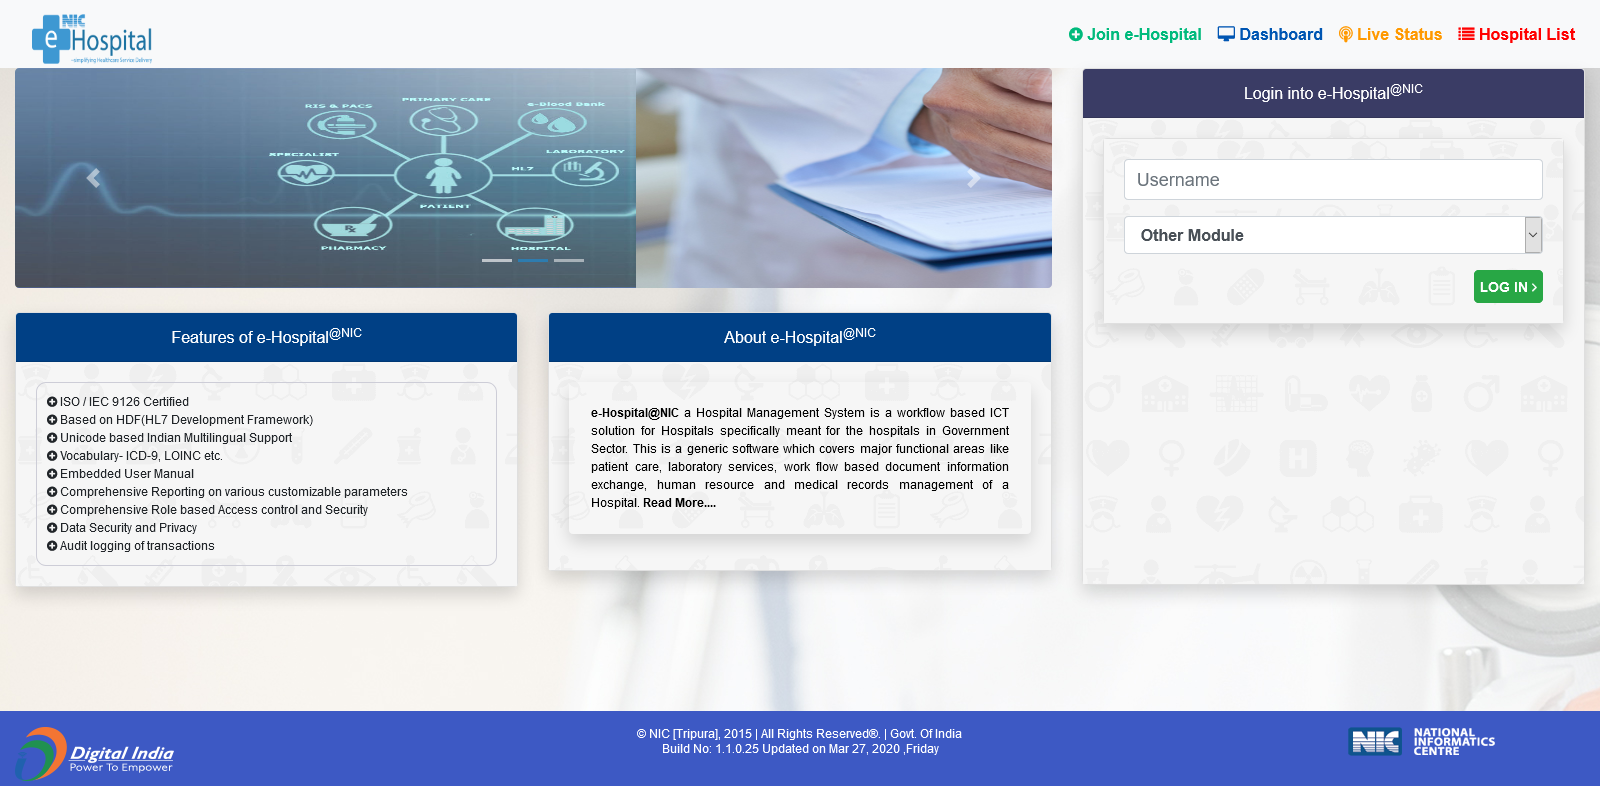 NIC
e Hospital
~simplifying Healthcare Service Delivery
Join e-Hospital
Dashboard
Live Status
Hospital List
RIS & PACS
PRIMARY CARE
e-Blood Bank
SPECIALIST
LABORATORY
HL7
PATIENT
Rx
PHARMACY
HOSPITAL
Login into e-Hospital@NIC
Username
Other Module
LOG IN >
Features of e-Hospital@NIC
ISO / IEC 9126 Certified
Based on HDF(HL7 Development Framework)
Unicode based Indian Multilingual Support
Vocabulary- ICD-9, LOINC etc.
Embedded User Manual
Comprehensive Reporting on various customizable parameters
Comprehensive Role based Access control and Security
Data Security and Privacy
Audit logging of transactions
About e-Hospital@NIC
e-Hospital@NIC a Hospital Management System is a workflow based ICT
solution for Hospitals specifically meant for the hospitals in Government
Sector. This is a generic software which covers major functional areas like
patient care, laboratory services, work flow based document information
exchange, human resource and medical records management of a
Hospital. Read More....
Digital India
Power To Empower
© NIC [Tripura], 2015 | All Rights Reserved®. | Govt. Of India
Build No: 1.1.0.25 Updated on Mar 27, 2020 ,Friday
NIC
NATIONAL
INFORMATICS
CENTRE